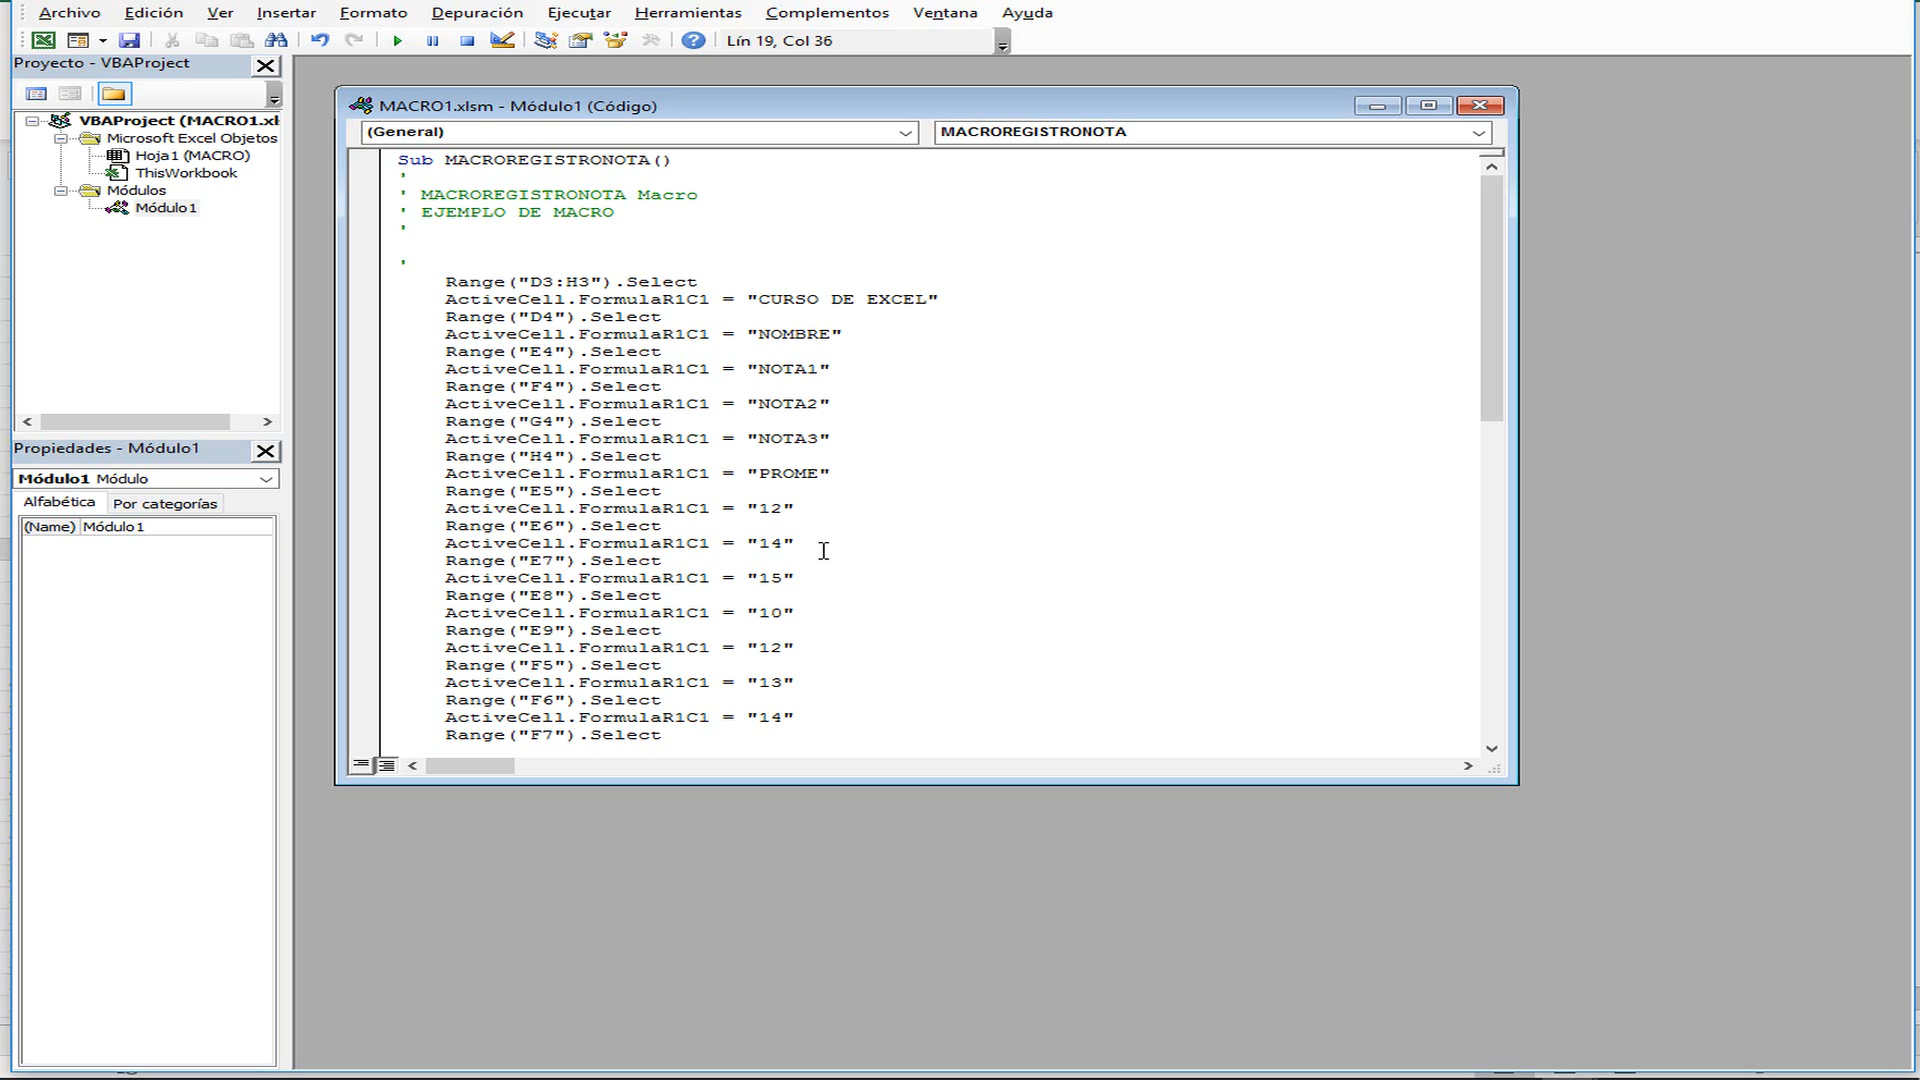 Archivo Edición Ver Insertar Formato Depuración Ejecutar Herramientas Complementos Ventana Ayuda
Lín 19, Col 36
Proyecto - VBAProject
VBAProject (MACRO1.xl
Microsoft Excel Objetos
Hoja1 (MACRO)
ThisWorkbook
Módulos
Módulo1
Propiedades - Módulo1
Módulo1 Módulo
Alfabética Por categorías
(Name) Módulo1
MACRO1.xlsm - Módulo1 (Código)
(General) MACROREGISTRONOTA
Sub MACROREGISTRONOTA()
'
' MACROREGISTRONOTA Macro
' EJEMPLO DE MACRO
'
'
Range("D3:H3").Select
ActiveCell.FormulaR1C1 = "CURSO DE EXCEL"
Range("D4").Select
ActiveCell.FormulaR1C1 = "NOMBRE"
Range("E4").Select
ActiveCell.FormulaR1C1 = "NOTA1"
Range("F4").Select
ActiveCell.FormulaR1C1 = "NOTA2"
Range("G4").Select
ActiveCell.FormulaR1C1 = "NOTA3"
Range("H4").Select
ActiveCell.FormulaR1C1 = "PROME"
Range("E5").Select
ActiveCell.FormulaR1C1 = "12"
Range("E6").Select
ActiveCell.FormulaR1C1 = "14"
Range("E7").Select
ActiveCell.FormulaR1C1 = "15"
Range("E8").Select
ActiveCell.FormulaR1C1 = "10"
Range("E9").Select
ActiveCell.FormulaR1C1 = "12"
Range("F5").Select
ActiveCell.FormulaR1C1 = "13"
Range("F6").Select
ActiveCell.FormulaR1C1 = "14"
Range("F7").Select